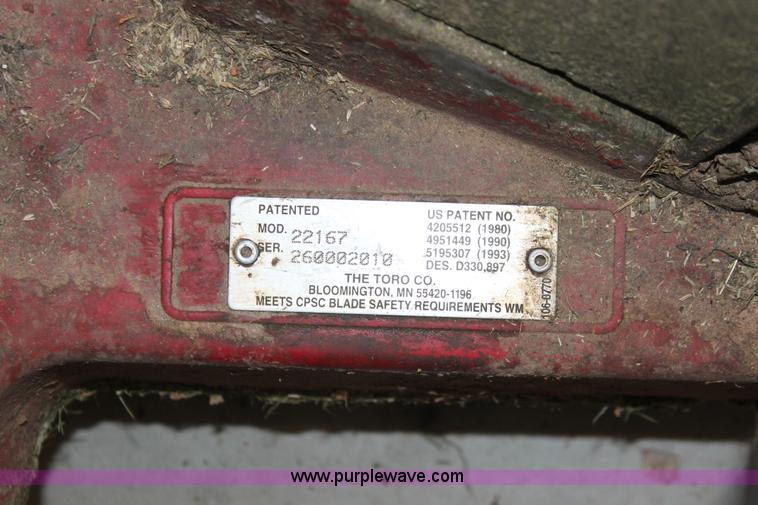 PATENTED
MOD. 22167
SER. 260002010
US PATENT NO.
4205512 (1980)
4951449 (1990)
5195307 (1993)
DES. D330,897
THE TORO CO.
BLOOMINGTON, MN 55420-1196
MEETS CPSC BLADE SAFETY REQUIREMENTS WM
106-0770
www.purplewave.com